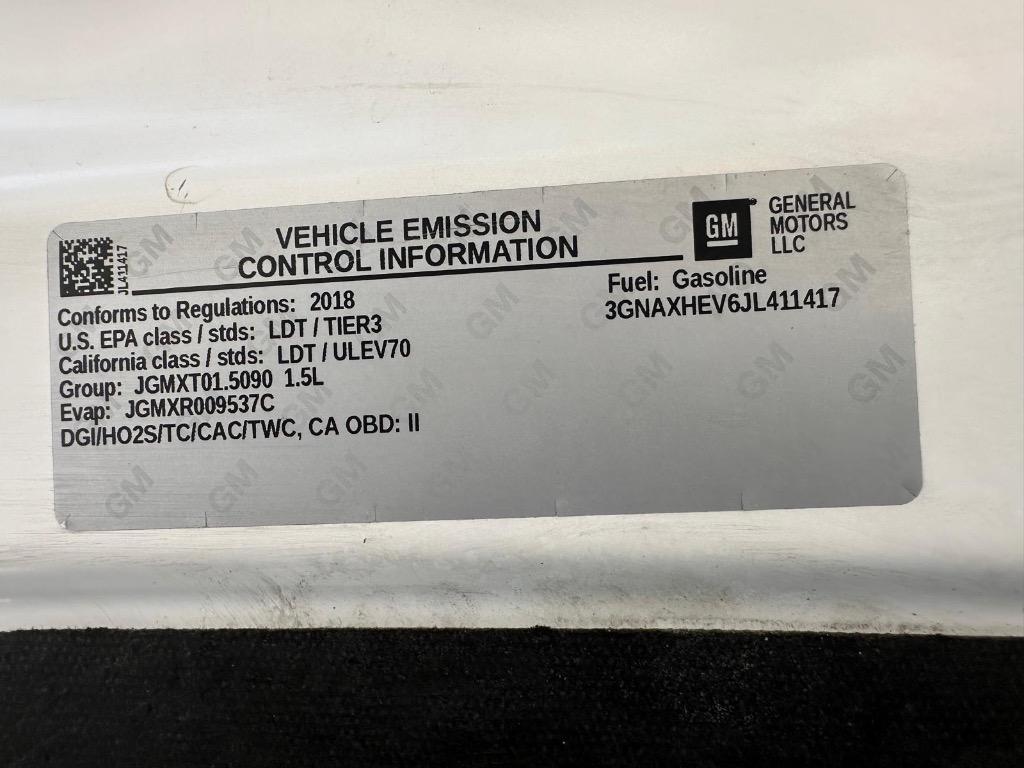 JL411417
VEHICLE EMISSION
CONTROL INFORMATION
GM
GENERAL
MOTORS
LLC
Conforms to Regulations: 2018
U.S. EPA class / stds: LDT / TIER3
California class / stds: LDT / ULEV70
Group: JGMXT01.5090 1.5L
Evap: JGMXR009537C
DGI/HO2S/TC/CAC/TWC, CA OBD: II
Fuel: Gasoline
3GNAXHEV6JL411417